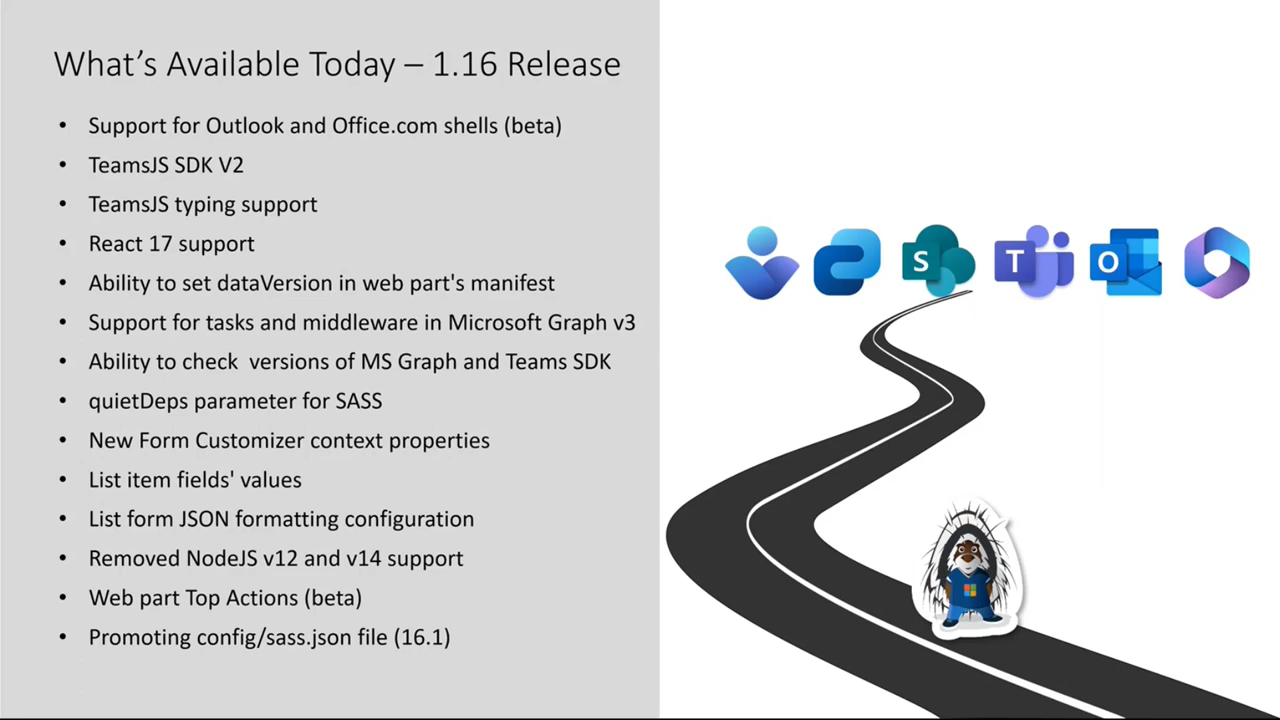 What's Available Today – 1.16 Release
• Support for Outlook and Office.com shells (beta)
• TeamsJS SDK V2
• TeamsJS typing support
• React 17 support
• Ability to set dataVersion in web part's manifest
• Support for tasks and middleware in Microsoft Graph v3
• Ability to check  versions of MS Graph and Teams SDK
• quietDeps parameter for SASS
• New Form Customizer context properties
• List item fields' values
• List form JSON formatting configuration
• Removed NodeJS v12 and v14 support
• Web part Top Actions (beta)
• Promoting config/sass.json file (16.1)
S
T
O